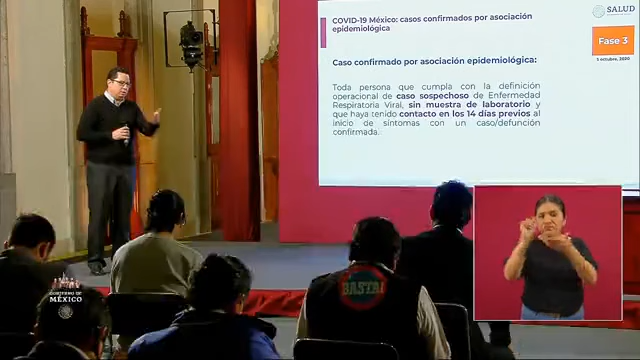 COVID-19 México: casos confirmados por asociación
epidemiológica
SALUD
Fase 3
5 octubre, 2020
Caso confirmado por asociación epidemiológica:
Toda persona que cumpla con la definición
operacional de caso sospechoso de Enfermedad
Respiratoria Viral, sin muestra de laboratorio y
que haya tenido contacto en los 14 días previos al
inicio de síntomas con un caso/defunción
confirmada.
BASTA!
GOBIERNO DE
MÉXICO